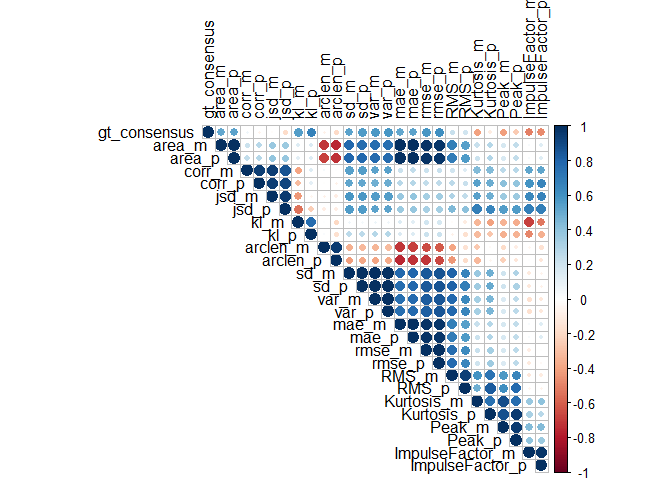 gt_consensus
area_m
area_p
corr_m
corr_p
jsd_m
jsd_p
kl_m
kl_p
arclen_m
arclen_p
sd_m
sd_p
var_m
var_p
mae_m
mae_p
rmse_m
rmse_p
RMS_m
RMS_p
Kurtosis_m
Kurtosis_p
Peak_m
Peak_p
ImpulseFactor_m
ImpulseFactor_p
gt_consensus
area_m
area_p
corr_m
corr_p
jsd_m
jsd_p
kl_m
kl_p
arclen_m
arclen_p
sd_m
sd_p
var_m
var_p
mae_m
mae_p
rmse_m
rmse_p
RMS_m
RMS_p
Kurtosis_m
Kurtosis_p
Peak_m
Peak_p
ImpulseFactor_m
ImpulseFactor_p
1
0.8
0.6
0.4
0.2
0
-0.2
-0.4
-0.6
-0.8
-1